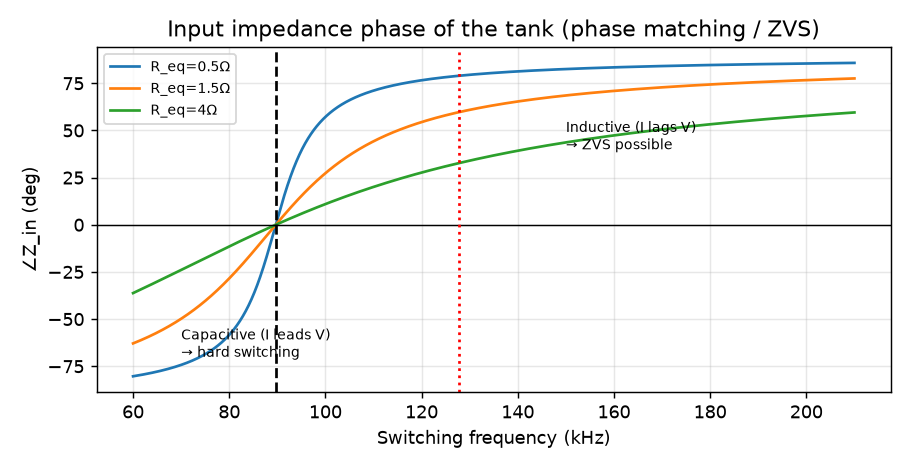 Input impedance phase of the tank (phase matching / ZVS)
R_eq=0.5Ω
R_eq=1.5Ω
R_eq=4Ω
Inductive (I lags V)
→ ZVS possible
Capacitive (I leads V)
→ hard switching
∠Z_in (deg)
75
50
25
0
−25
−50
−75
60
80
100
120
140
160
180
200
Switching frequency (kHz)